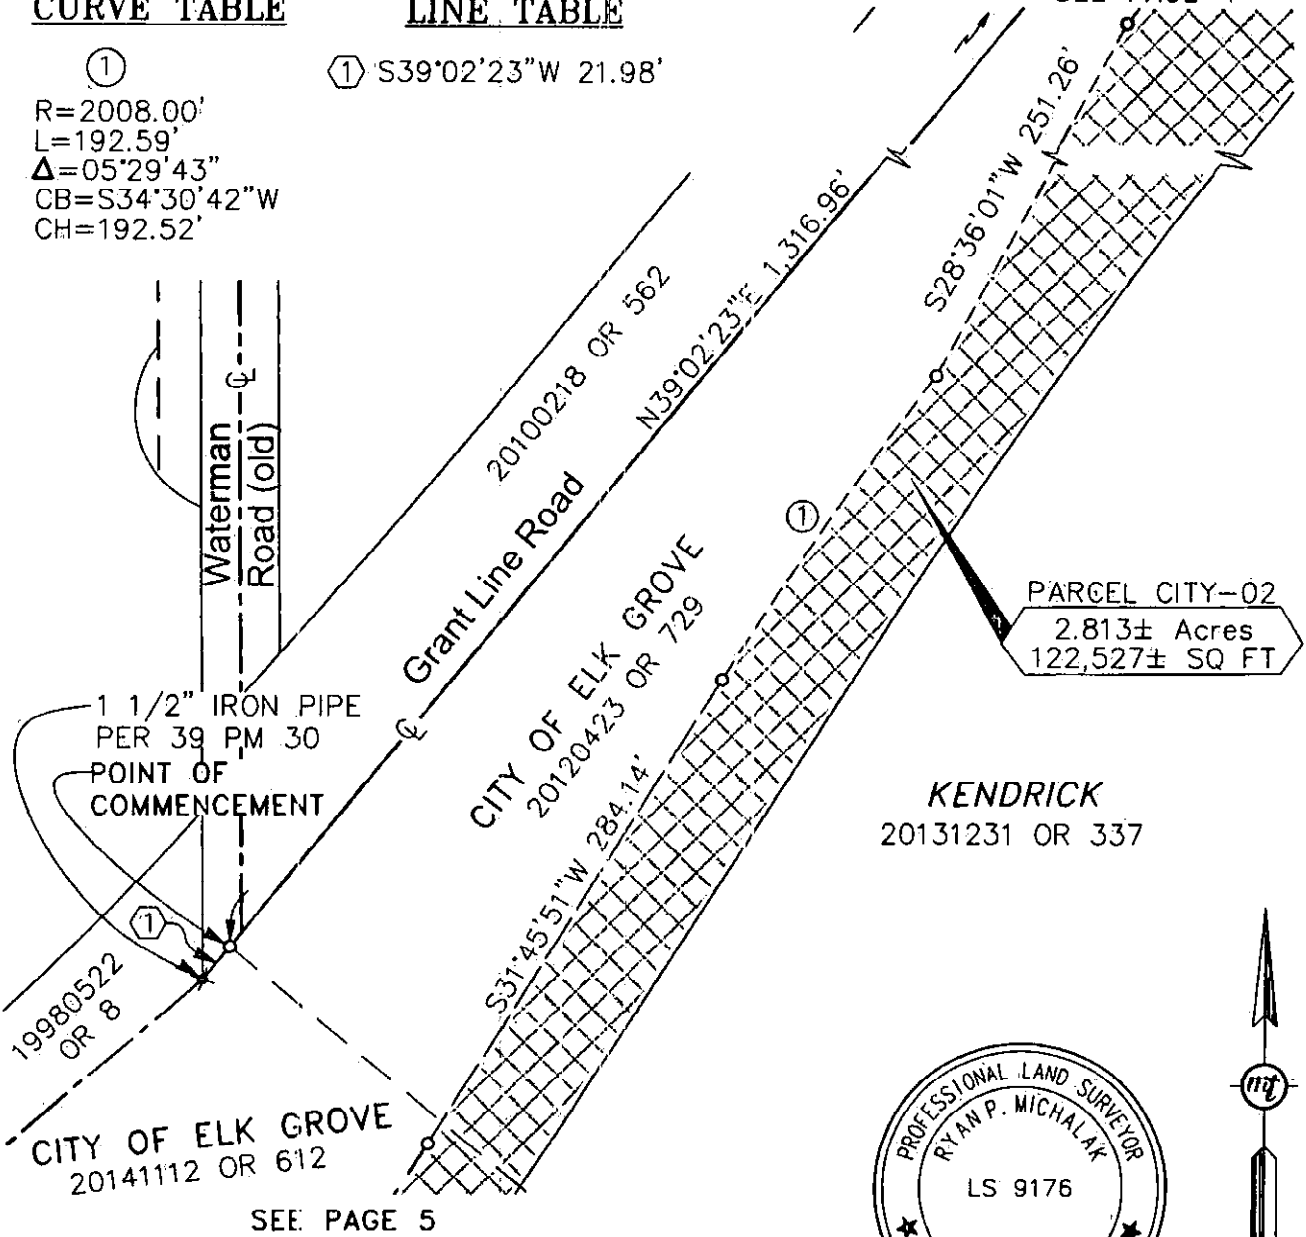 CURVE TABLE
LINE TABLE
1
R=2008.00'
L=192.59'
Δ=05°29'43"
CB=S34°30'42"W
CH=192.52'
1 S39°02'23"W 21.98'
S28°36'01"W 251.26'
N39°02'23"E 1,316.96'
20100218 OR 562
Waterman
Road (old)
Grant Line Road
1
CITY OF ELK GROVE
20120423 OR 729
PARCEL CITY-02
2.813± Acres
122,527± SQ FT
1 1/2" IRON PIPE
PER 39 PM 30
POINT OF
COMMENCEMENT
S31°45'51"W 284.14'
KENDRICK
20131231 OR 337
1
19980522
OR 8
CITY OF ELK GROVE
20141112 OR 612
SEE PAGE 5
PROFESSIONAL LAND SURVEYOR
RYAN P. MICHALAK
LS 9176
mt